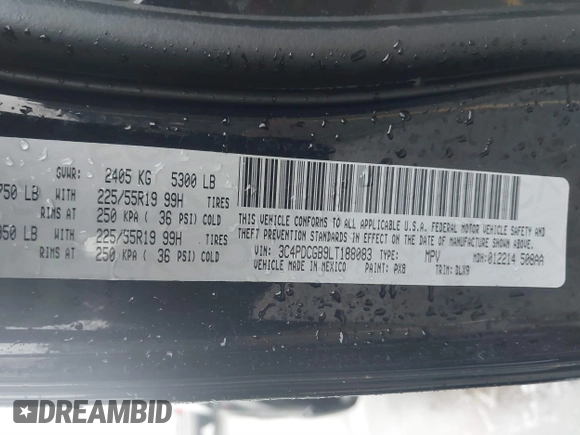 GVWR: 2405 KG 5300 LB
750 LB WITH 225/55R19 99H TIRES
RIMS AT 250 KPA ( 36 PSI) COLD
950 LB WITH 225/55R19 99H TIRES
RIMS AT 250 KPA ( 36 PSI) COLD
THIS VEHICLE CONFORMS TO ALL APPLICABLE U.S.A. FEDERAL MOTOR VEHICLE SAFETY AND
THEFT PREVENTION STANDARDS IN EFFECT ON THE DATE OF MANUFACTURE SHOWN ABOVE.
VIN: 3C4PDCGB9LT188083 TYPE: MPV MDH: 012214 508AA
VEHICLE MADE IN MEXICO PAINT: PX8 TRIM: DLX9
DREAMBID